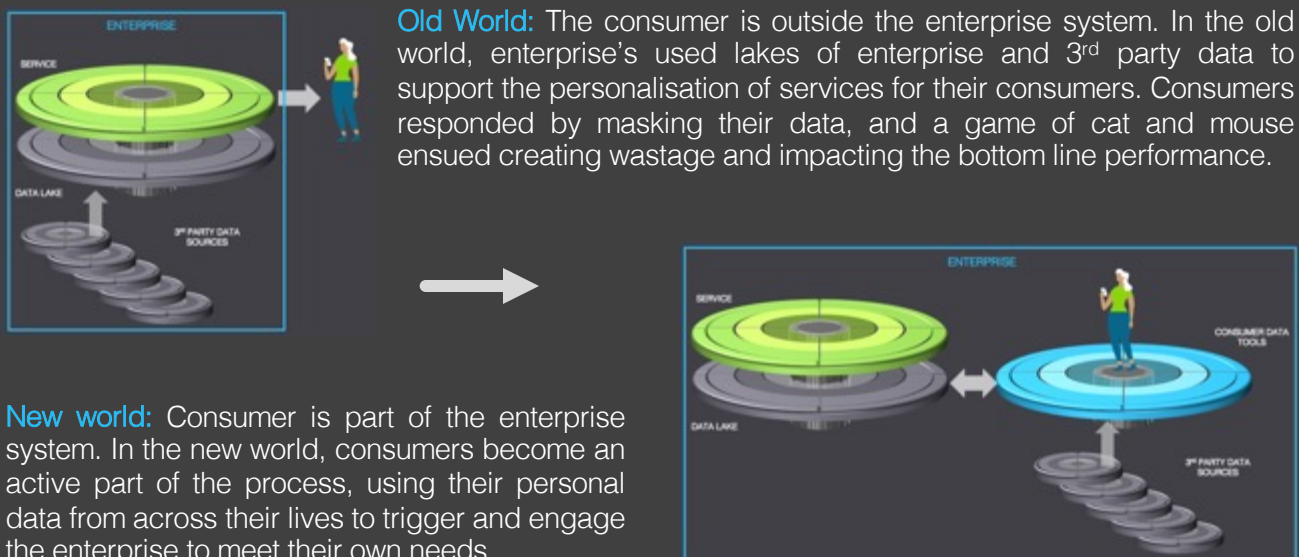 ENTERPRISE
SERVICE
DATA LAKE
3RD PARTY DATA
SOURCES
Old World: The consumer is outside the enterprise system. In the old
world, enterprise’s used lakes of enterprise and 3rd party data to
support the personalisation of services for their consumers. Consumers
responded by masking their data, and a game of cat and mouse
ensued creating wastage and impacting the bottom line performance.
New world: Consumer is part of the enterprise
system. In the new world, consumers become an
active part of the process, using their personal
data from across their lives to trigger and engage
the enterprise to meet their own needs
ENTERPRISE
SERVICE
CONSUMER DATA
TOOLS
DATA LAKE
3RD PARTY DATA
SOURCES